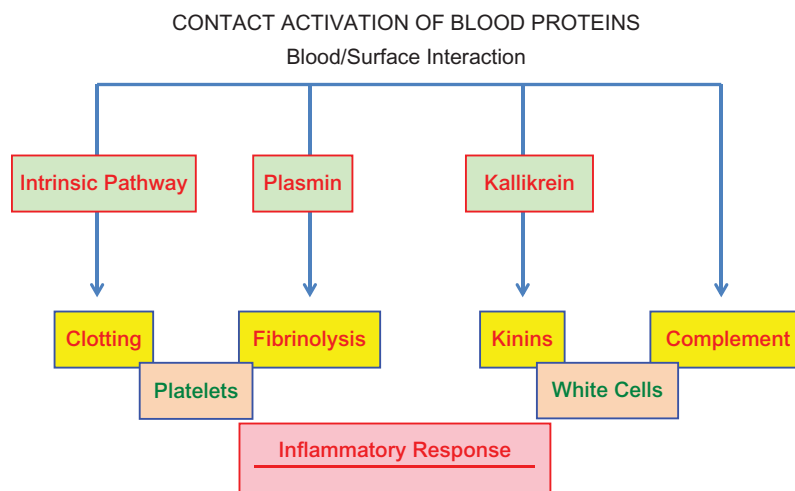 CONTACT ACTIVATION OF BLOOD PROTEINS
Blood/Surface Interaction
Intrinsic Pathway
Plasmin
Kallikrein
Clotting
Fibrinolysis
Kinins
Complement
Platelets
White Cells
Inflammatory Response